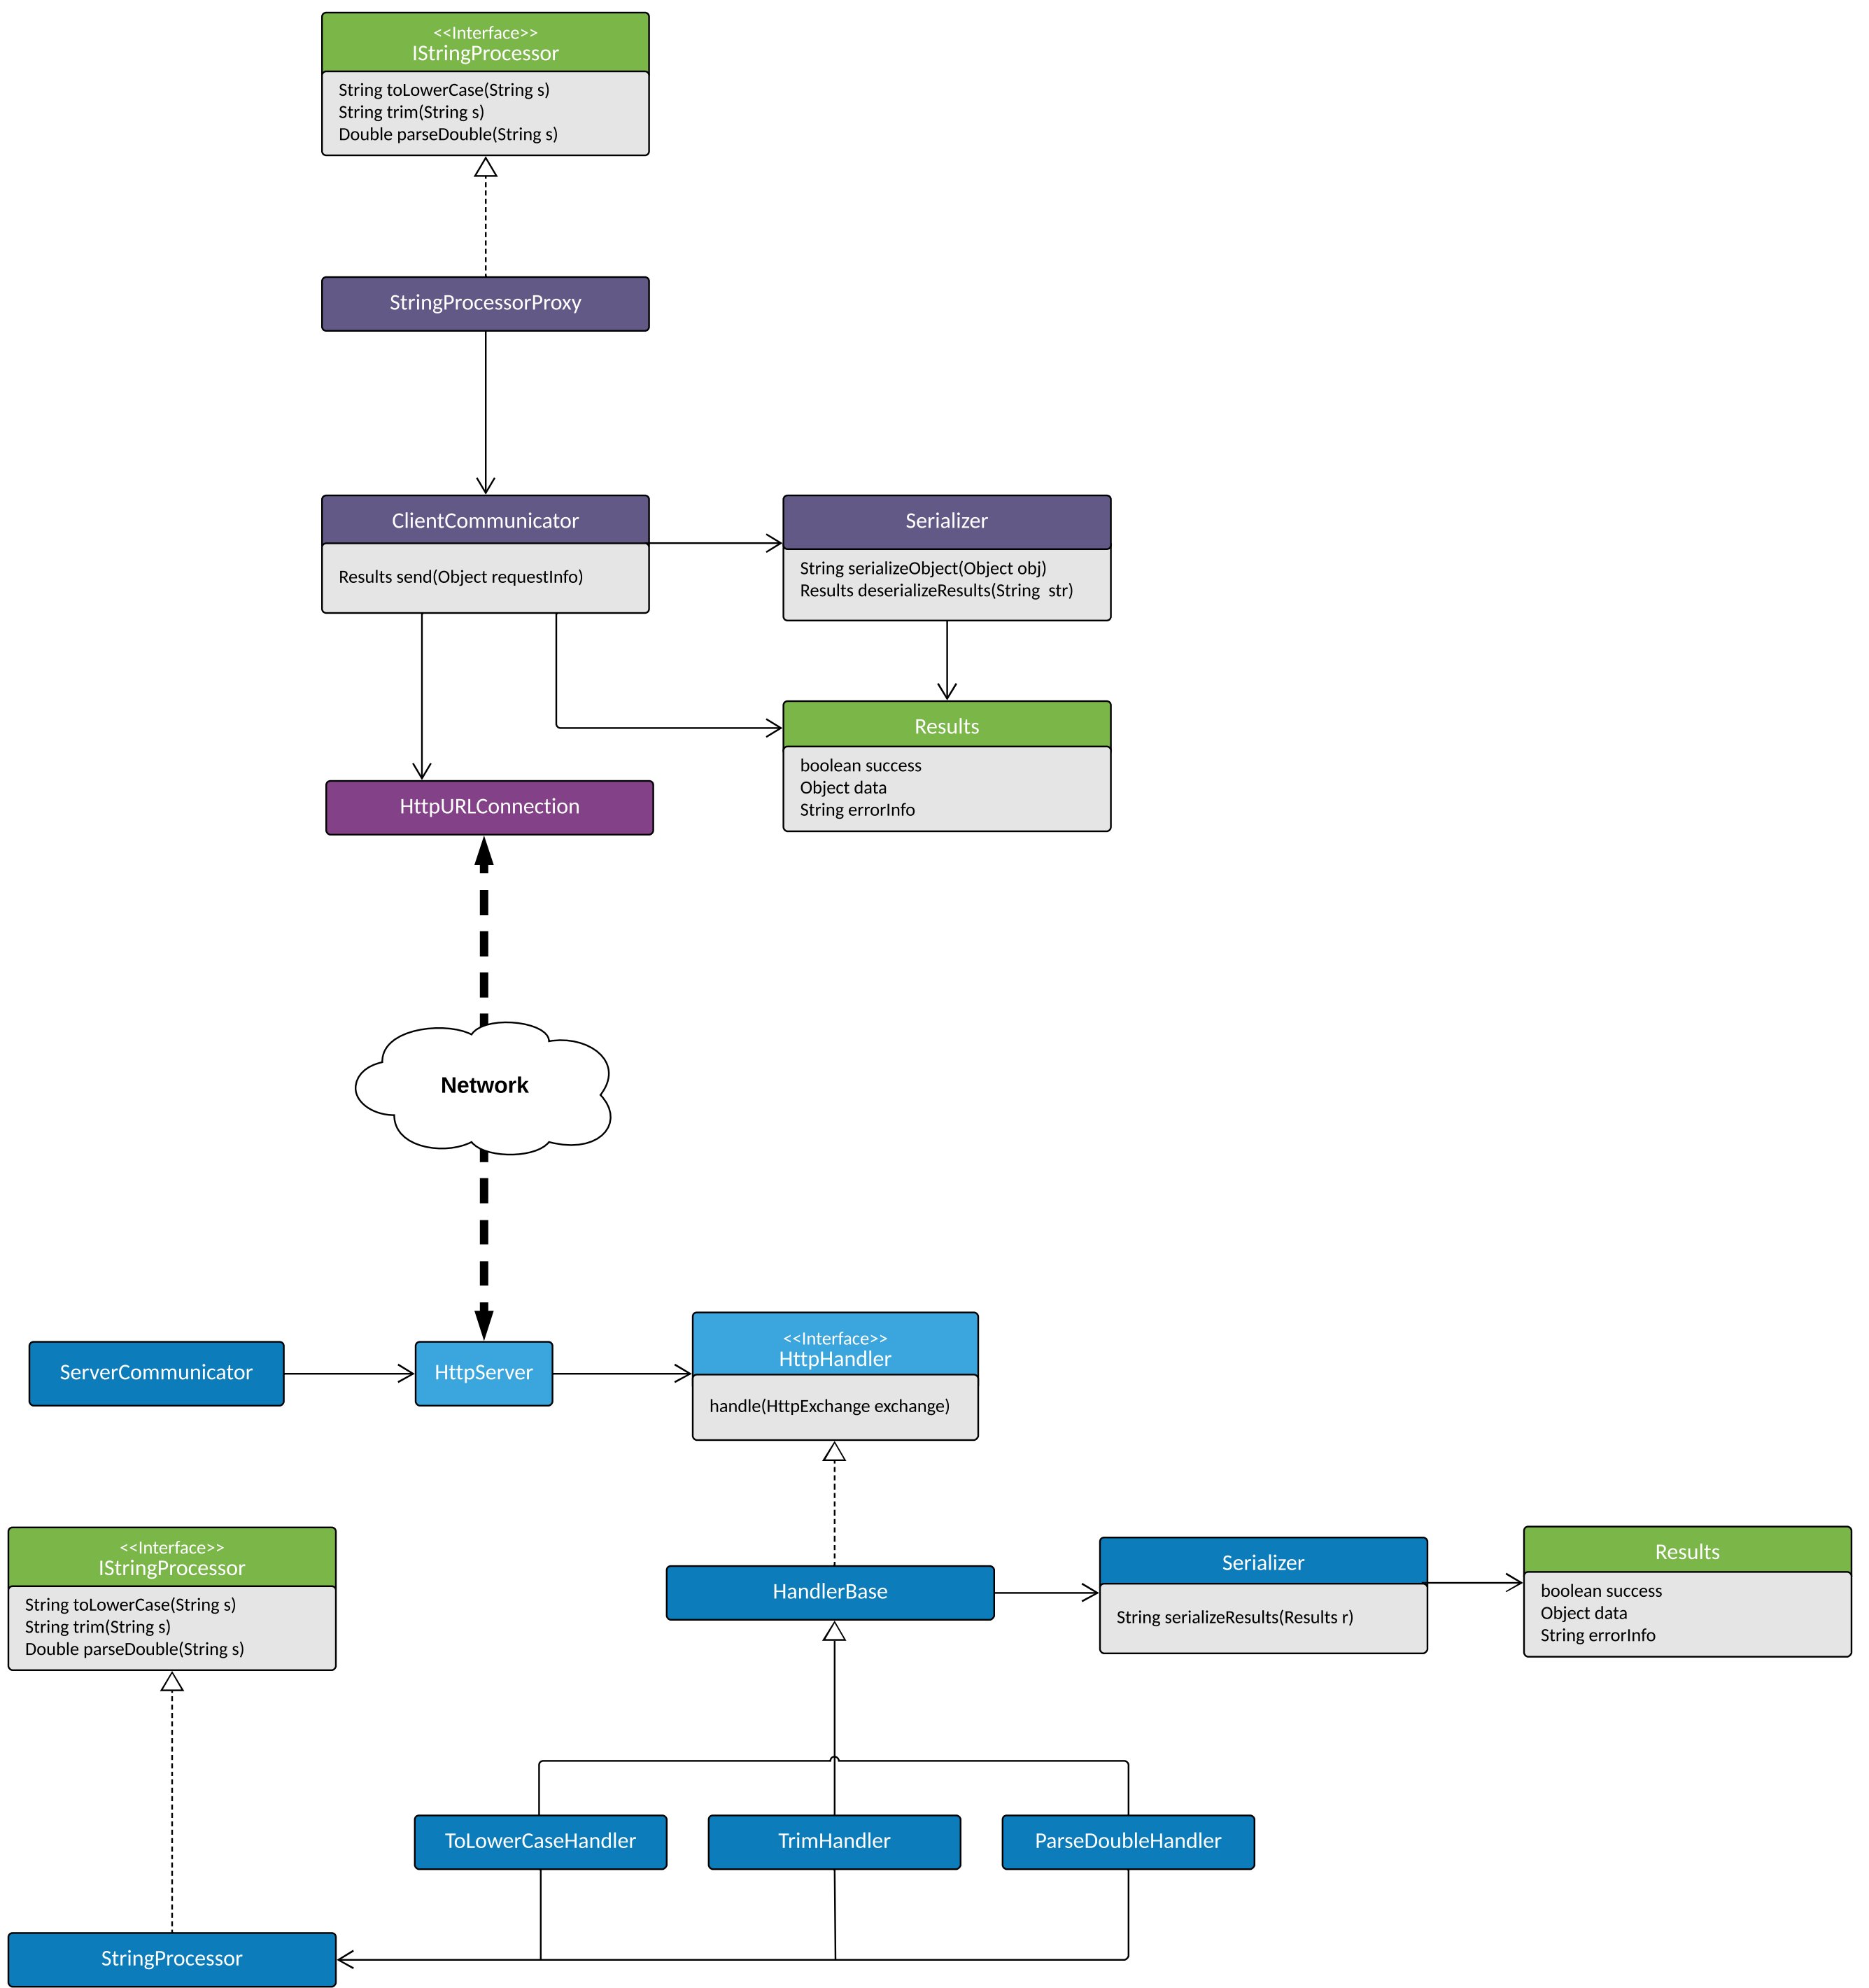 <<Interface>>
IStringProcessor
String toLowerCase(String s)
String trim(String s)
Double parseDouble(String s)
StringProcessorProxy
ClientCommunicator
Results send(Object requestInfo)
Serializer
String serializeObject(Object obj)
Results deserializeResults(String  str)
Results
boolean success
Object data
String errorInfo
HttpURLConnection
Network
ServerCommunicator
HttpServer
<<Interface>>
HttpHandler
handle(HttpExchange exchange)
<<Interface>>
IStringProcessor
String toLowerCase(String s)
String trim(String s)
Double parseDouble(String s)
HandlerBase
Serializer
String serializeResults(Results r)
Results
boolean success
Object data
String errorInfo
ToLowerCaseHandler
TrimHandler
ParseDoubleHandler
StringProcessor